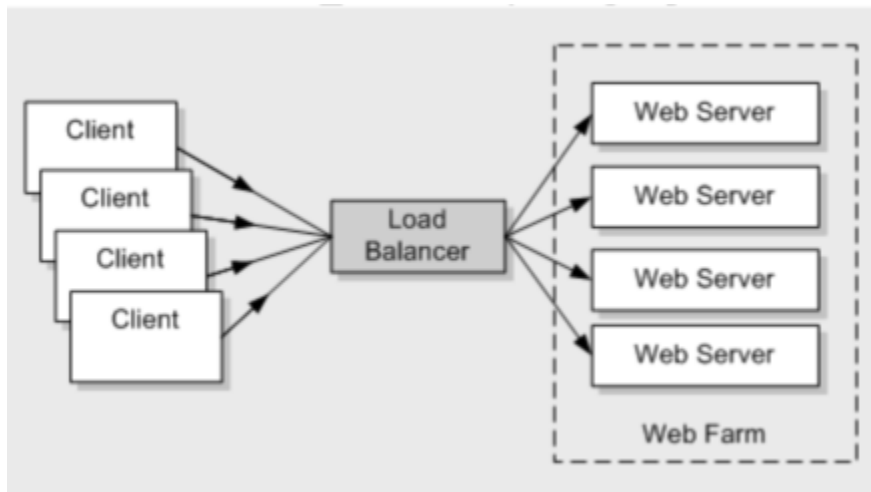 Client
Client
Client
Client
Load
Balancer
Web Server
Web Server
Web Server
Web Server
Web Farm